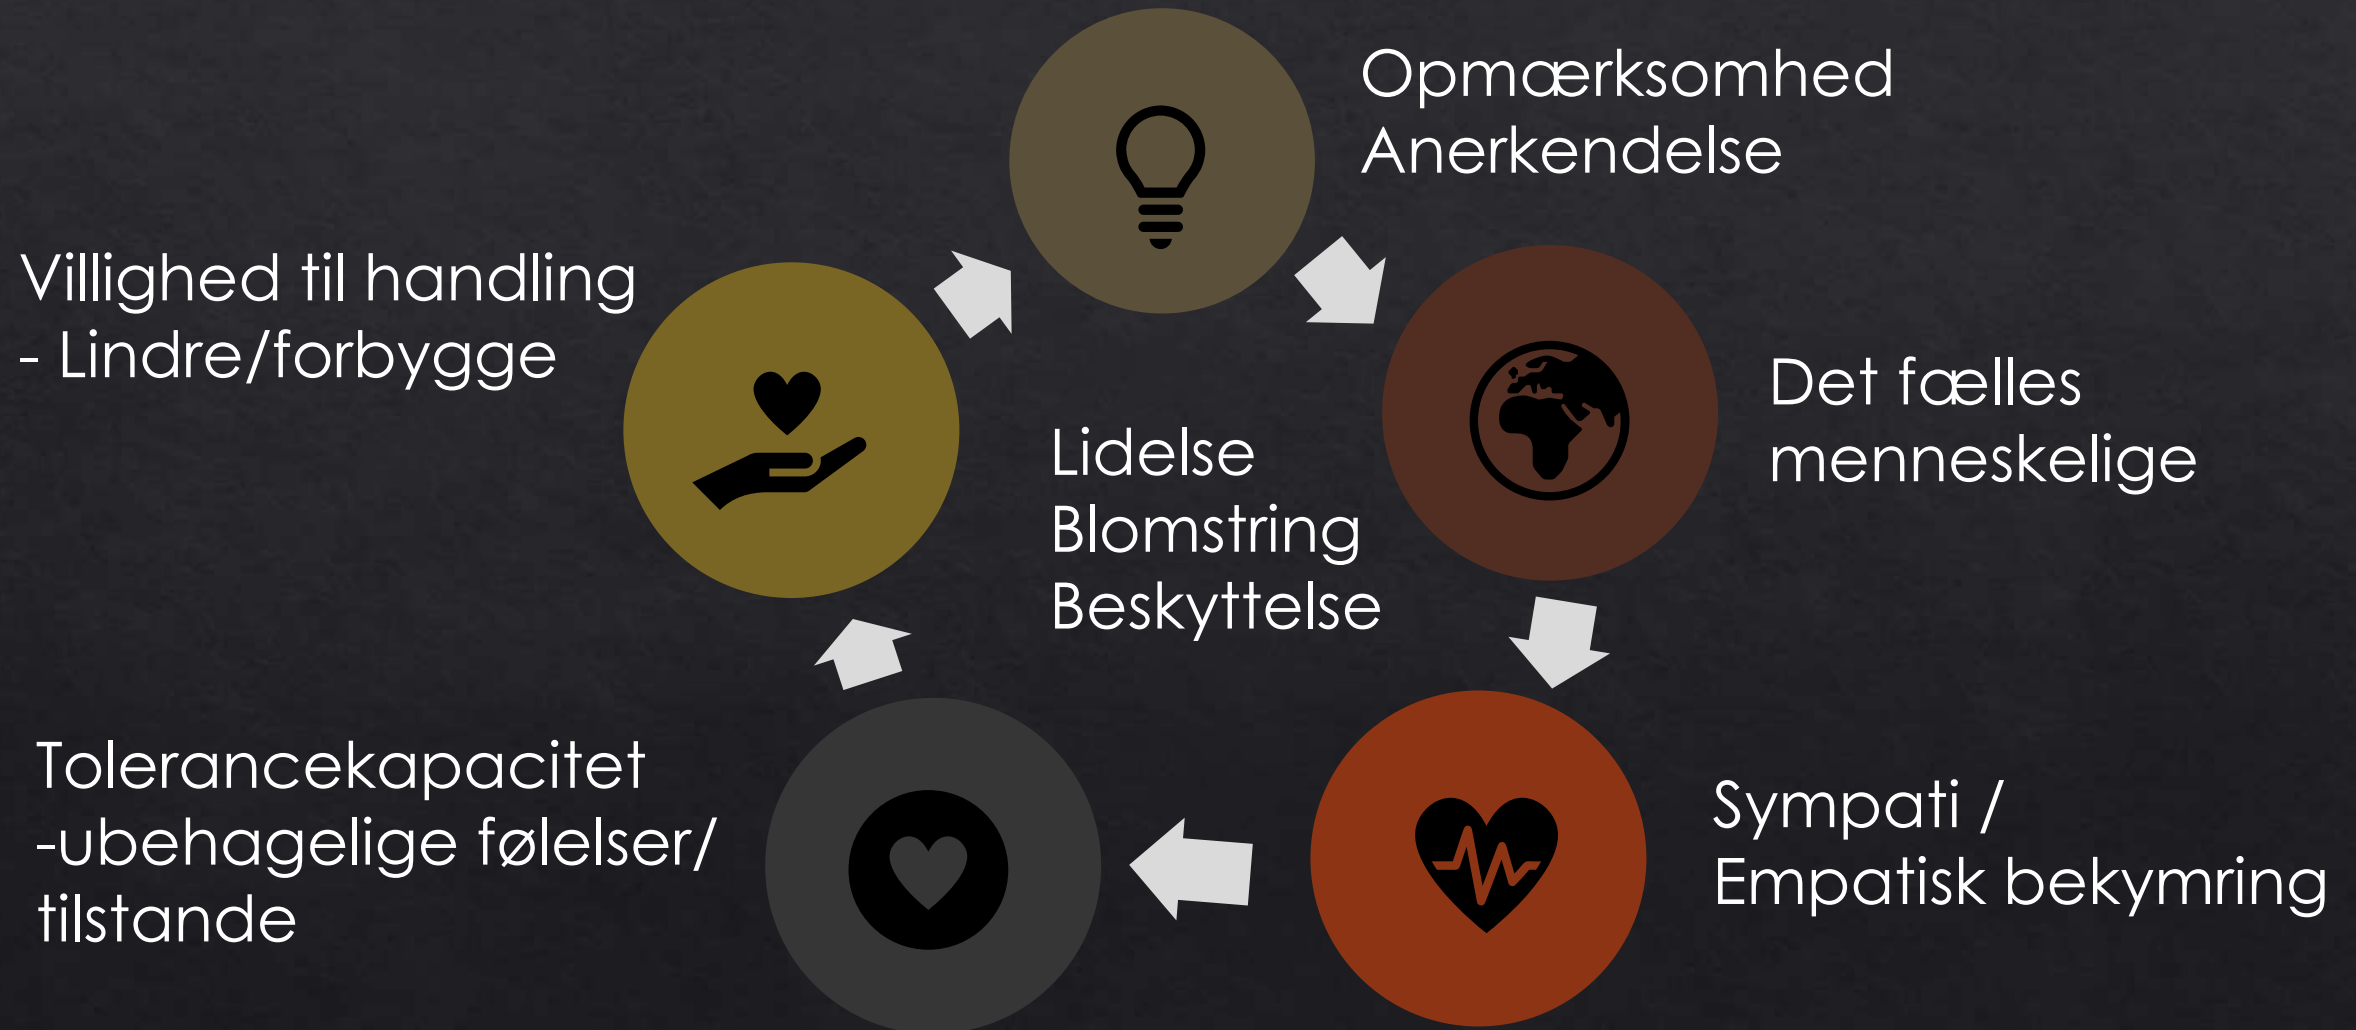 Opmærksomhed
Anerkendelse
Det fælles
menneskelige
Sympati /
Empatisk bekymring
Tolerancekapacitet
-ubehagelige følelser/
tilstande
Villighed til handling
- Lindre/forbygge
Lidelse
Blomstring
Beskyttelse